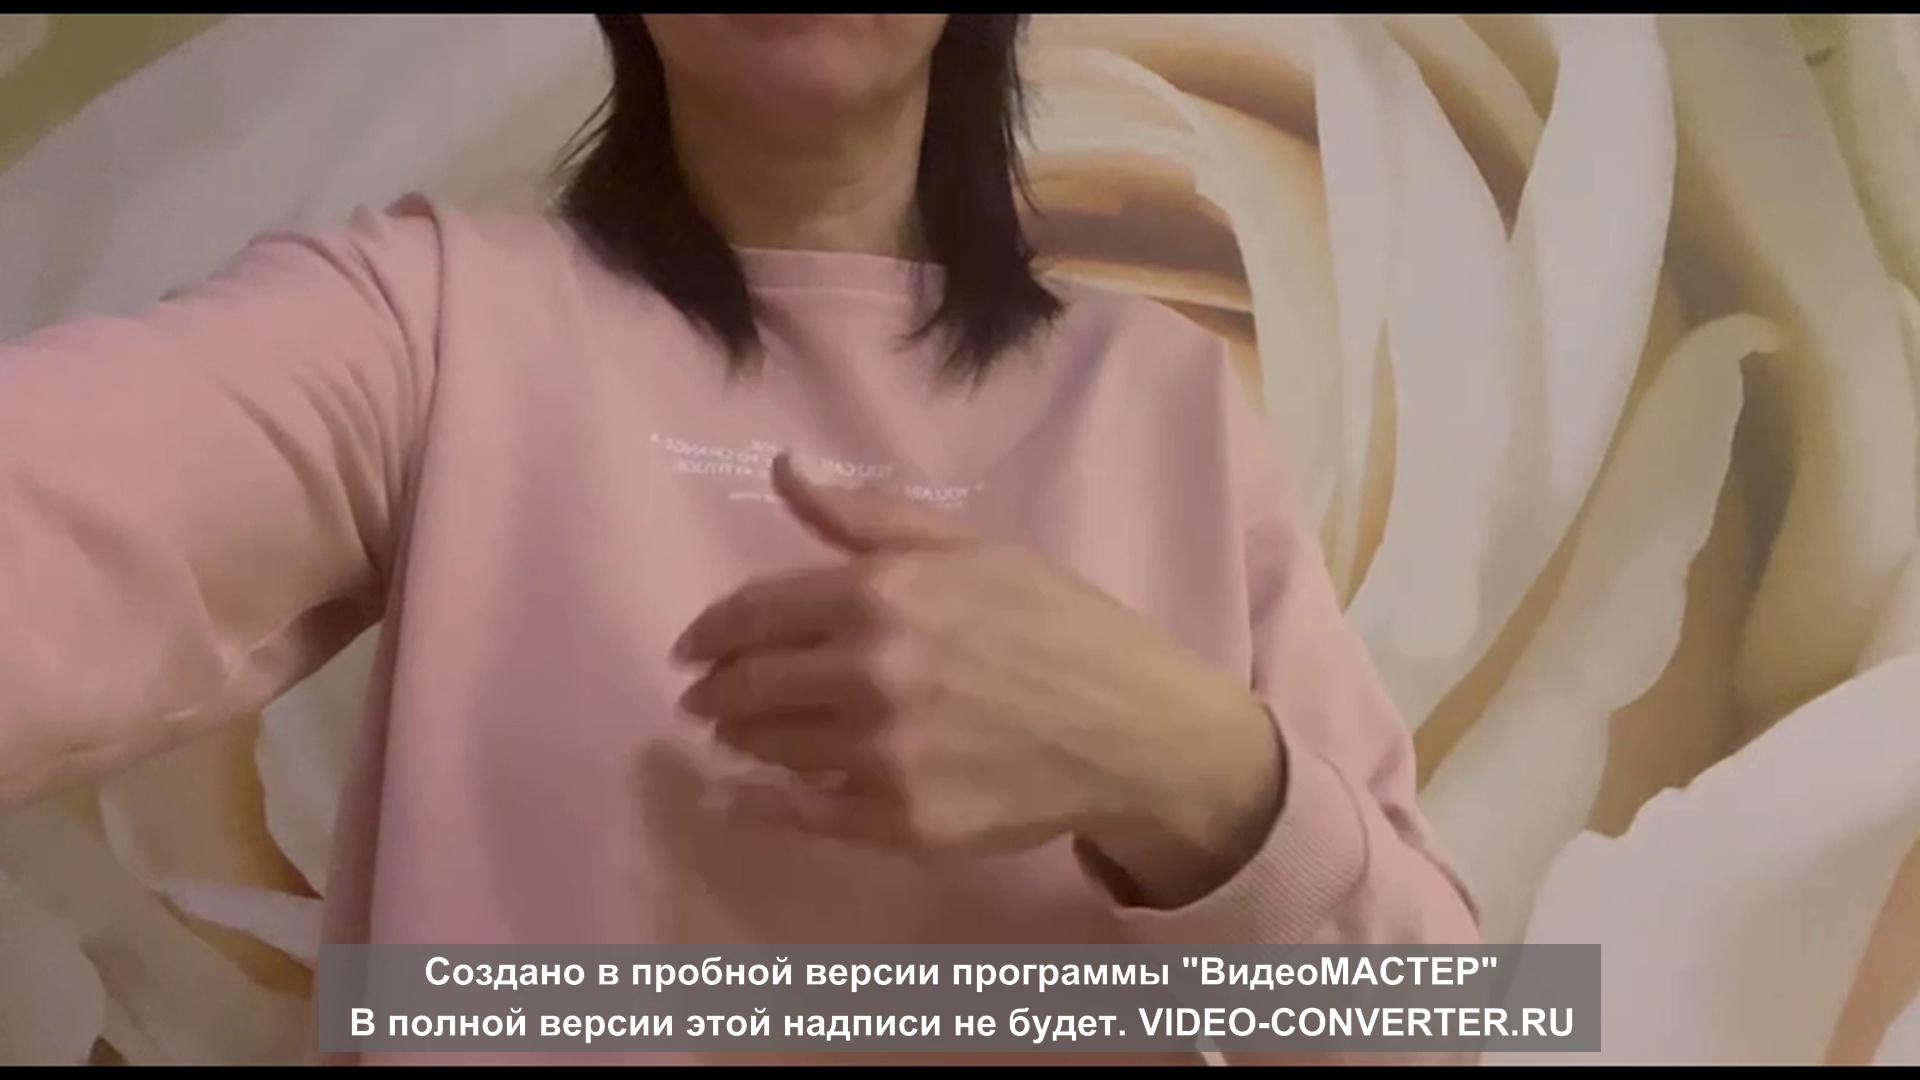 Создано в пробной версии программы "ВидеоМАСТЕР"
В полной версии этой надписи не будет. VIDEO-CONVERTER.RU